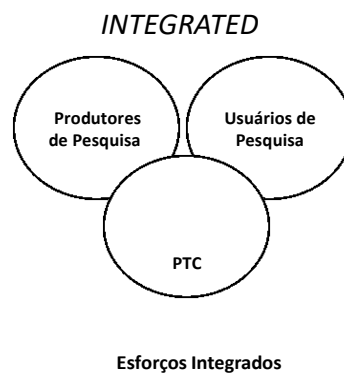 INTEGRATED
Produtores
de Pesquisa
Usuários de
Pesquisa
PTC
Esforços Integrados